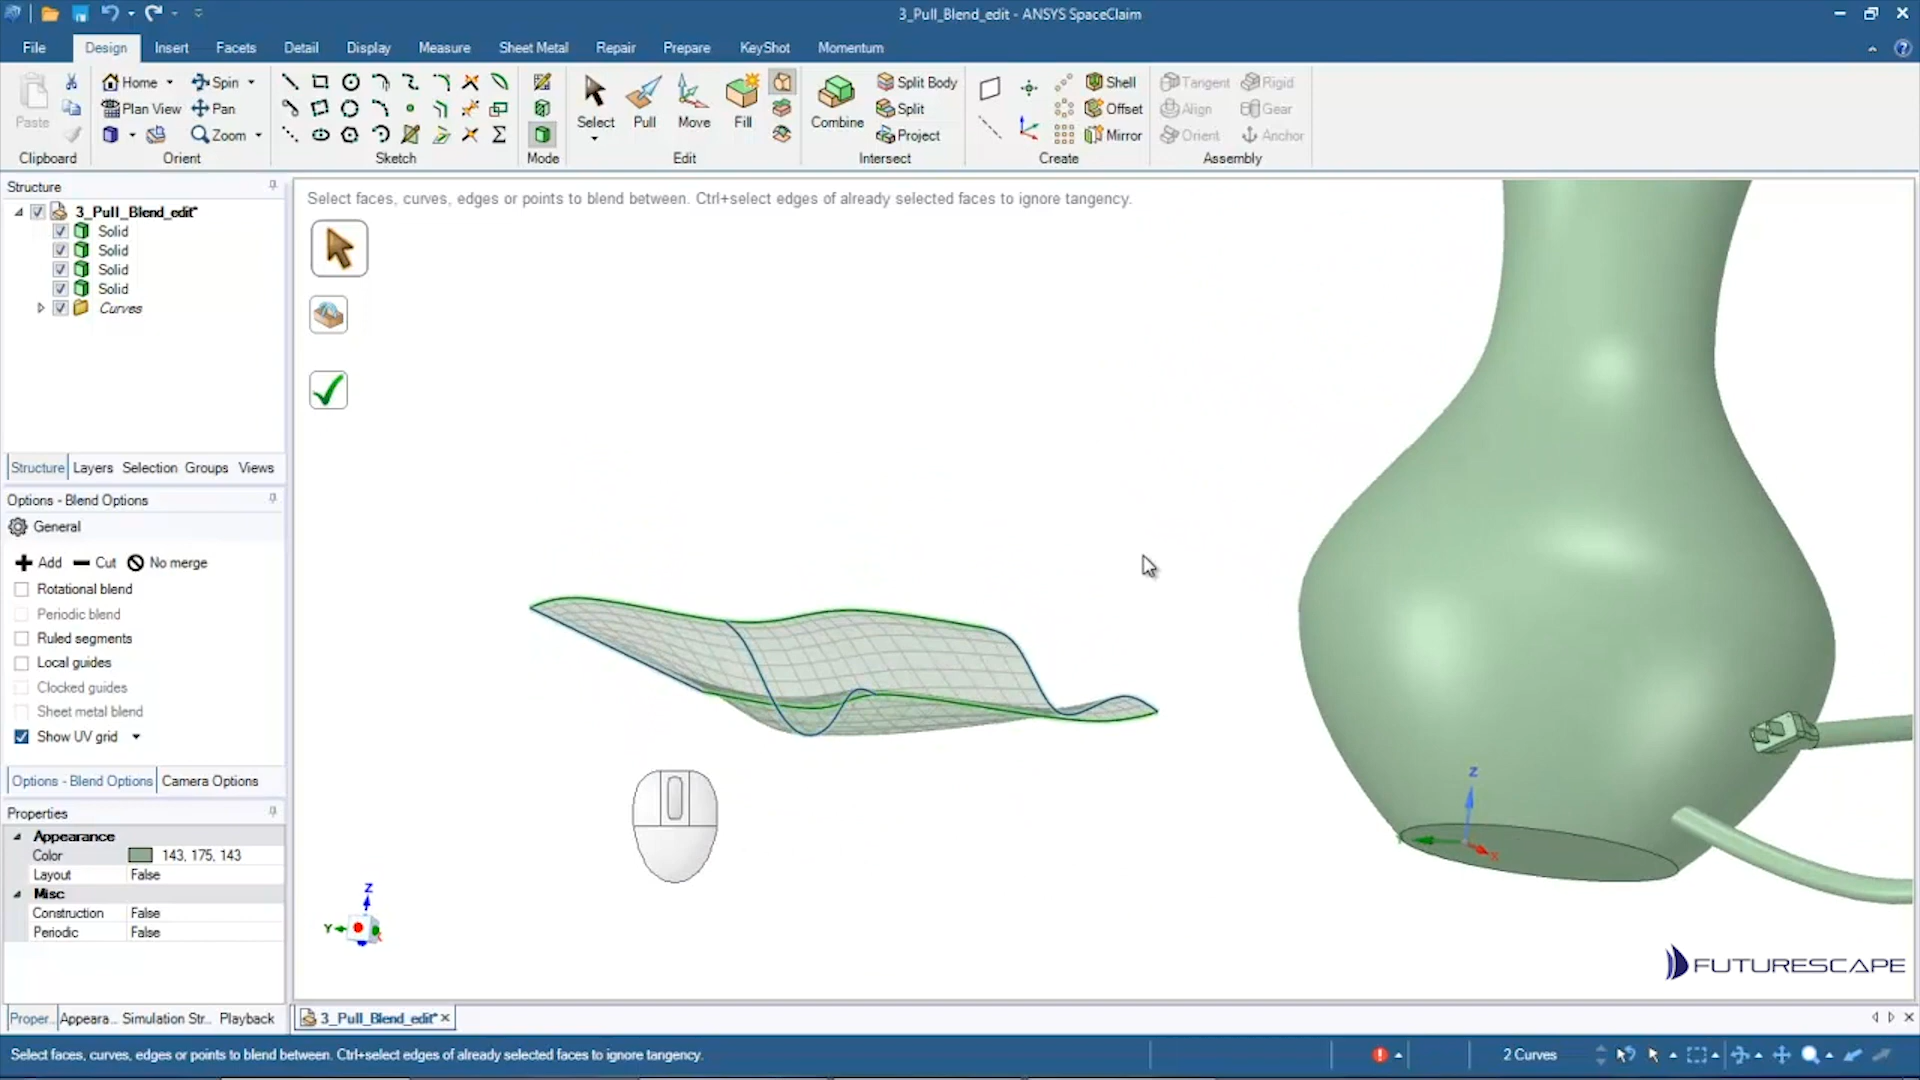 3_Pull_Blend_edit - ANSYS SpaceClaim
File Design Insert Facets Detail Display Measure Sheet Metal Repair Prepare KeyShot Momentum
Paste
Clipboard
Home Spin
Plan View Pan
Zoom
Orient
Sketch
Mode
Select Pull Move Fill
Edit
Combine
Split Body
Split
Project
Intersect
Shell
Offset
Mirror
Create
Tangent Rigid
Align Gear
Orient Anchor
Assembly
Structure
3_Pull_Blend_edit*
Solid
Solid
Solid
Solid
Curves
Structure Layers Selection Groups Views
Options - Blend Options
General
Add Cut No merge
Rotational blend
Periodic blend
Ruled segments
Local guides
Clocked guides
Sheet metal blend
Show UV grid
Options - Blend Options Camera Options
Properties
Appearance
Color 143, 175, 143
Layout False
Misc
Construction False
Periodic False
Proper... Appeara... Simulation Str... Playback
Select faces, curves, edges or points to blend between. Ctrl+select edges of already selected faces to ignore tangency.
Z
X
Z
Y
FUTURESCAPE
3_Pull_Blend_edit*
Select faces, curves, edges or points to blend between. Ctrl+select edges of already selected faces to ignore tangency.
2 Curves